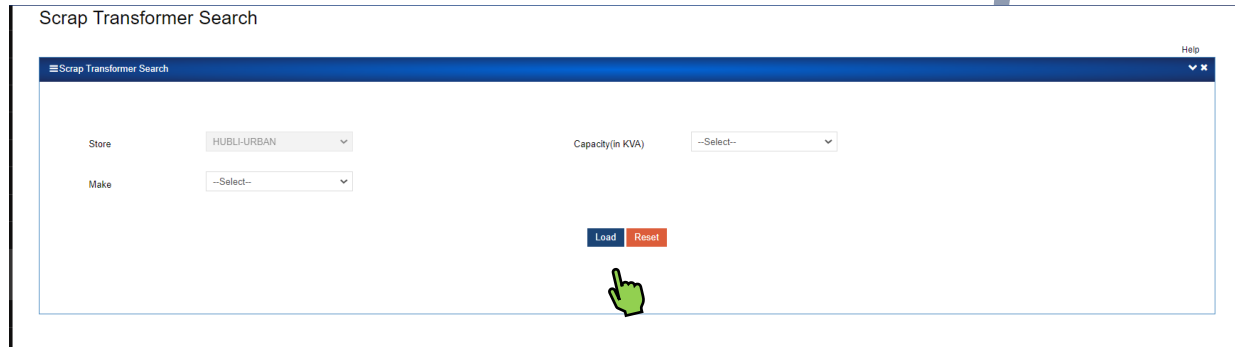 Scrap Transformer Search
Help
Scrap Transformer Search
Store HUBLI-URBAN Capacity(in KVA) --Select--
Make --Select--
Load Reset